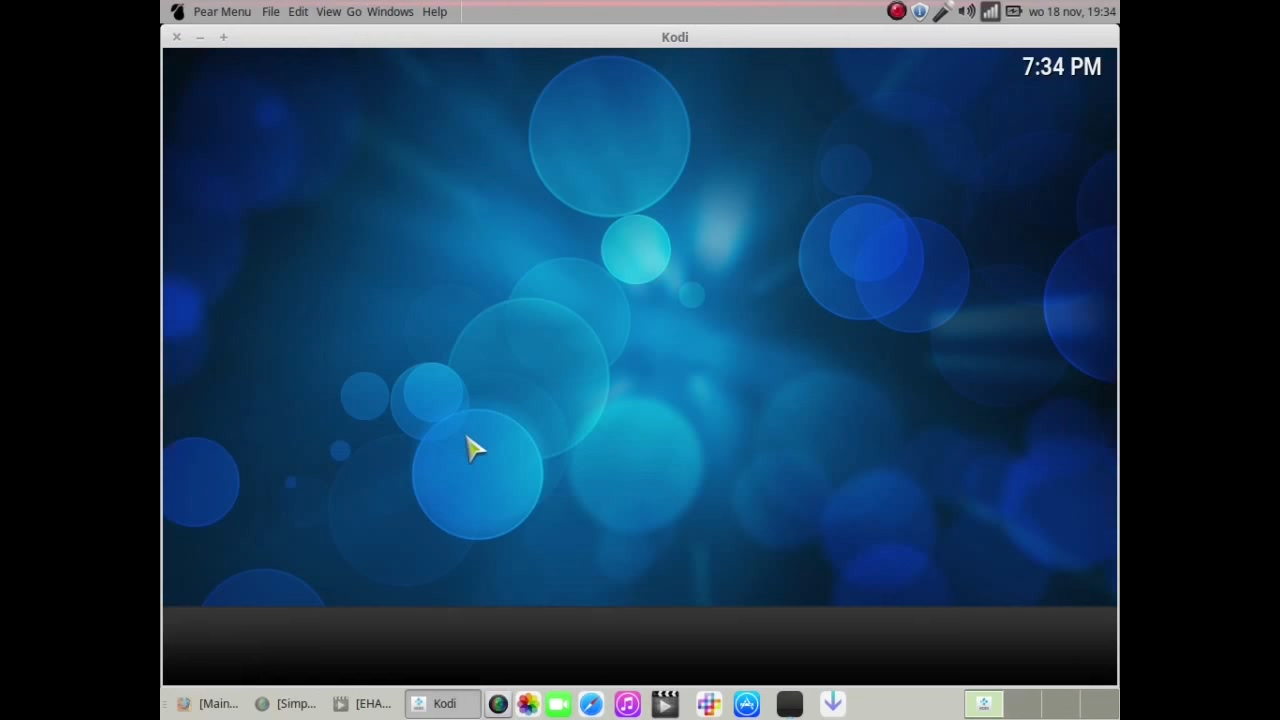 Pear Menu File Edit View Go Windows Help wo 18 nov, 19:34
Kodi
7:34 PM
[Main... [Simp... [EHA... Kodi